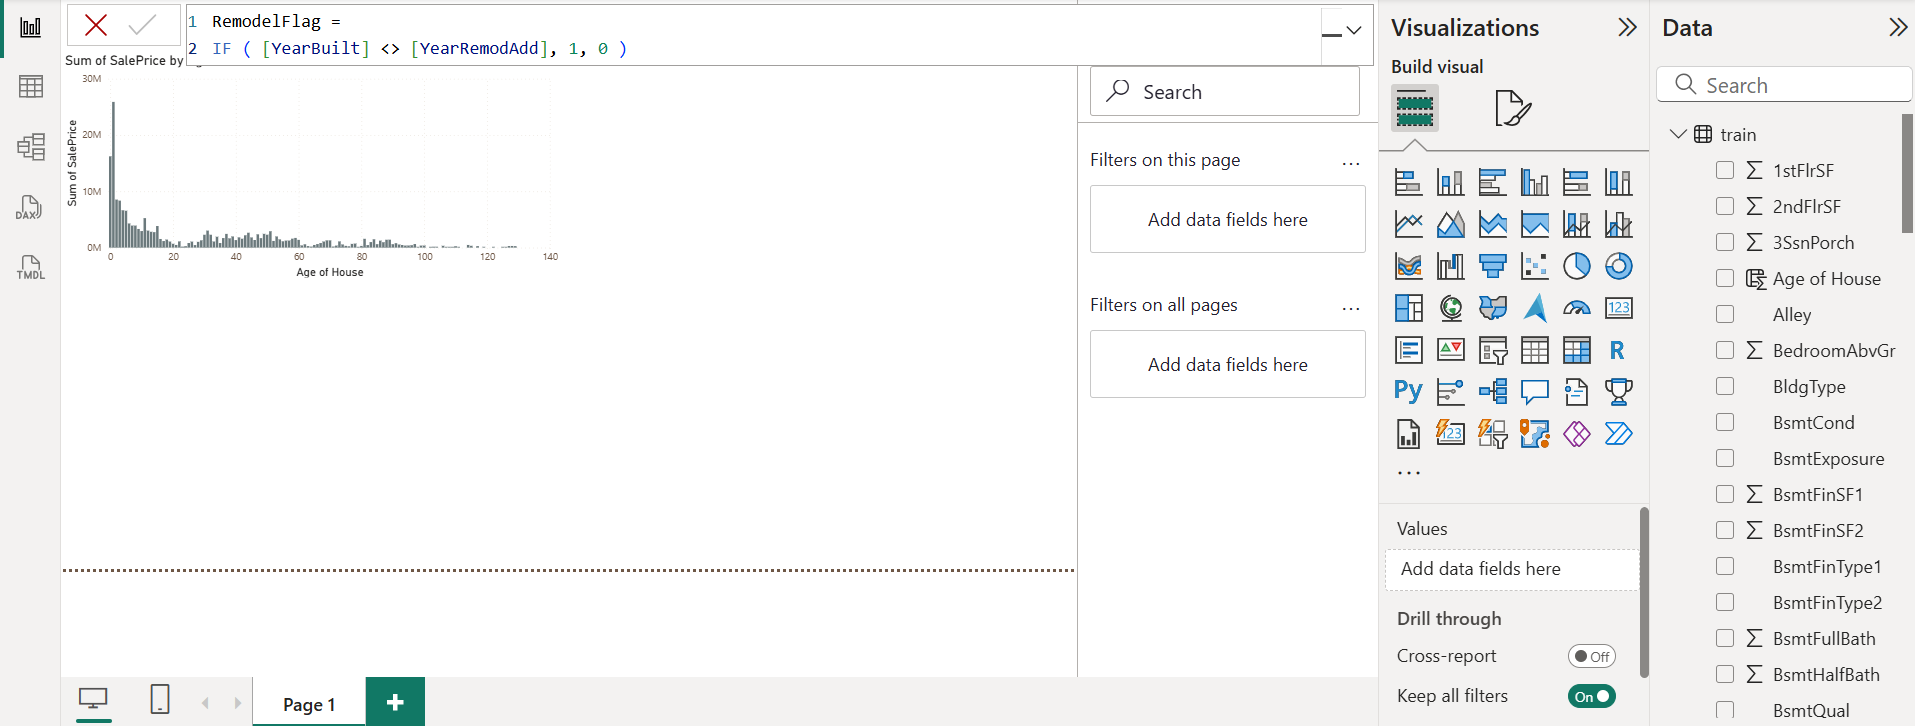 1 RemodelFlag =
2 IF ( [YearBuilt] <> [YearRemodAdd], 1, 0 )
Sum of SalePrice by
30M
20M
10M
0M
Sum of SalePrice
0 20 40 60 80 100 120 140
Age of House
DAX
TMDL
Page 1
+
Search
Filters on this page
...
Add data fields here
Filters on all pages
...
Add data fields here
Visualizations
Build visual
123
R
Py
123
...
Values
Add data fields here
Drill through
Cross-report
Off
Keep all filters
On
Data
Search
train
1stFlrSF
2ndFlrSF
3SsnPorch
Age of House
Alley
BedroomAbvGr
BldgType
BsmtCond
BsmtExposure
BsmtFinSF1
BsmtFinSF2
BsmtFinType1
BsmtFinType2
BsmtFullBath
BsmtHalfBath
BsmtQual